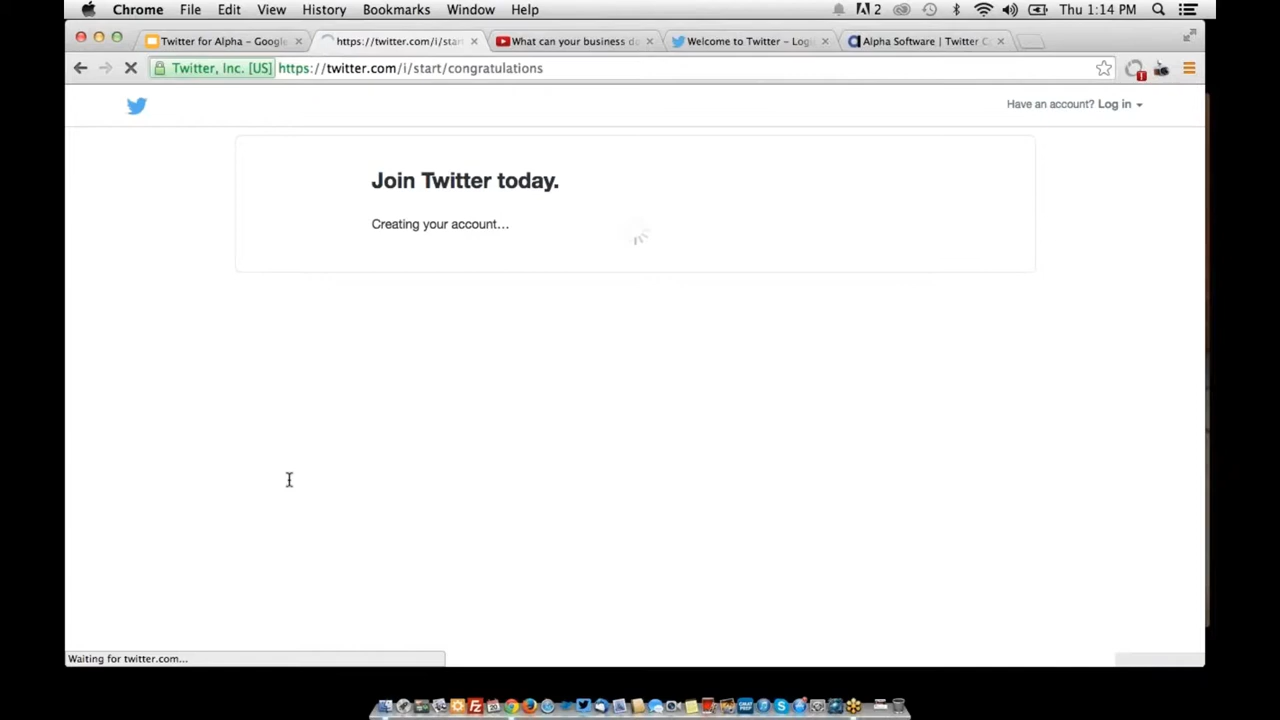 Chrome File Edit View History Bookmarks Window Help 2 Thu 1:14 PM
Twitter for Alpha – Google https://twitter.com/i/start What can your business do Welcome to Twitter – Log Alpha Software | Twitter C
Twitter, Inc. [US] https://twitter.com/i/start/congratulations
Have an account? Log in
Join Twitter today.
Creating your account...
Waiting for twitter.com...